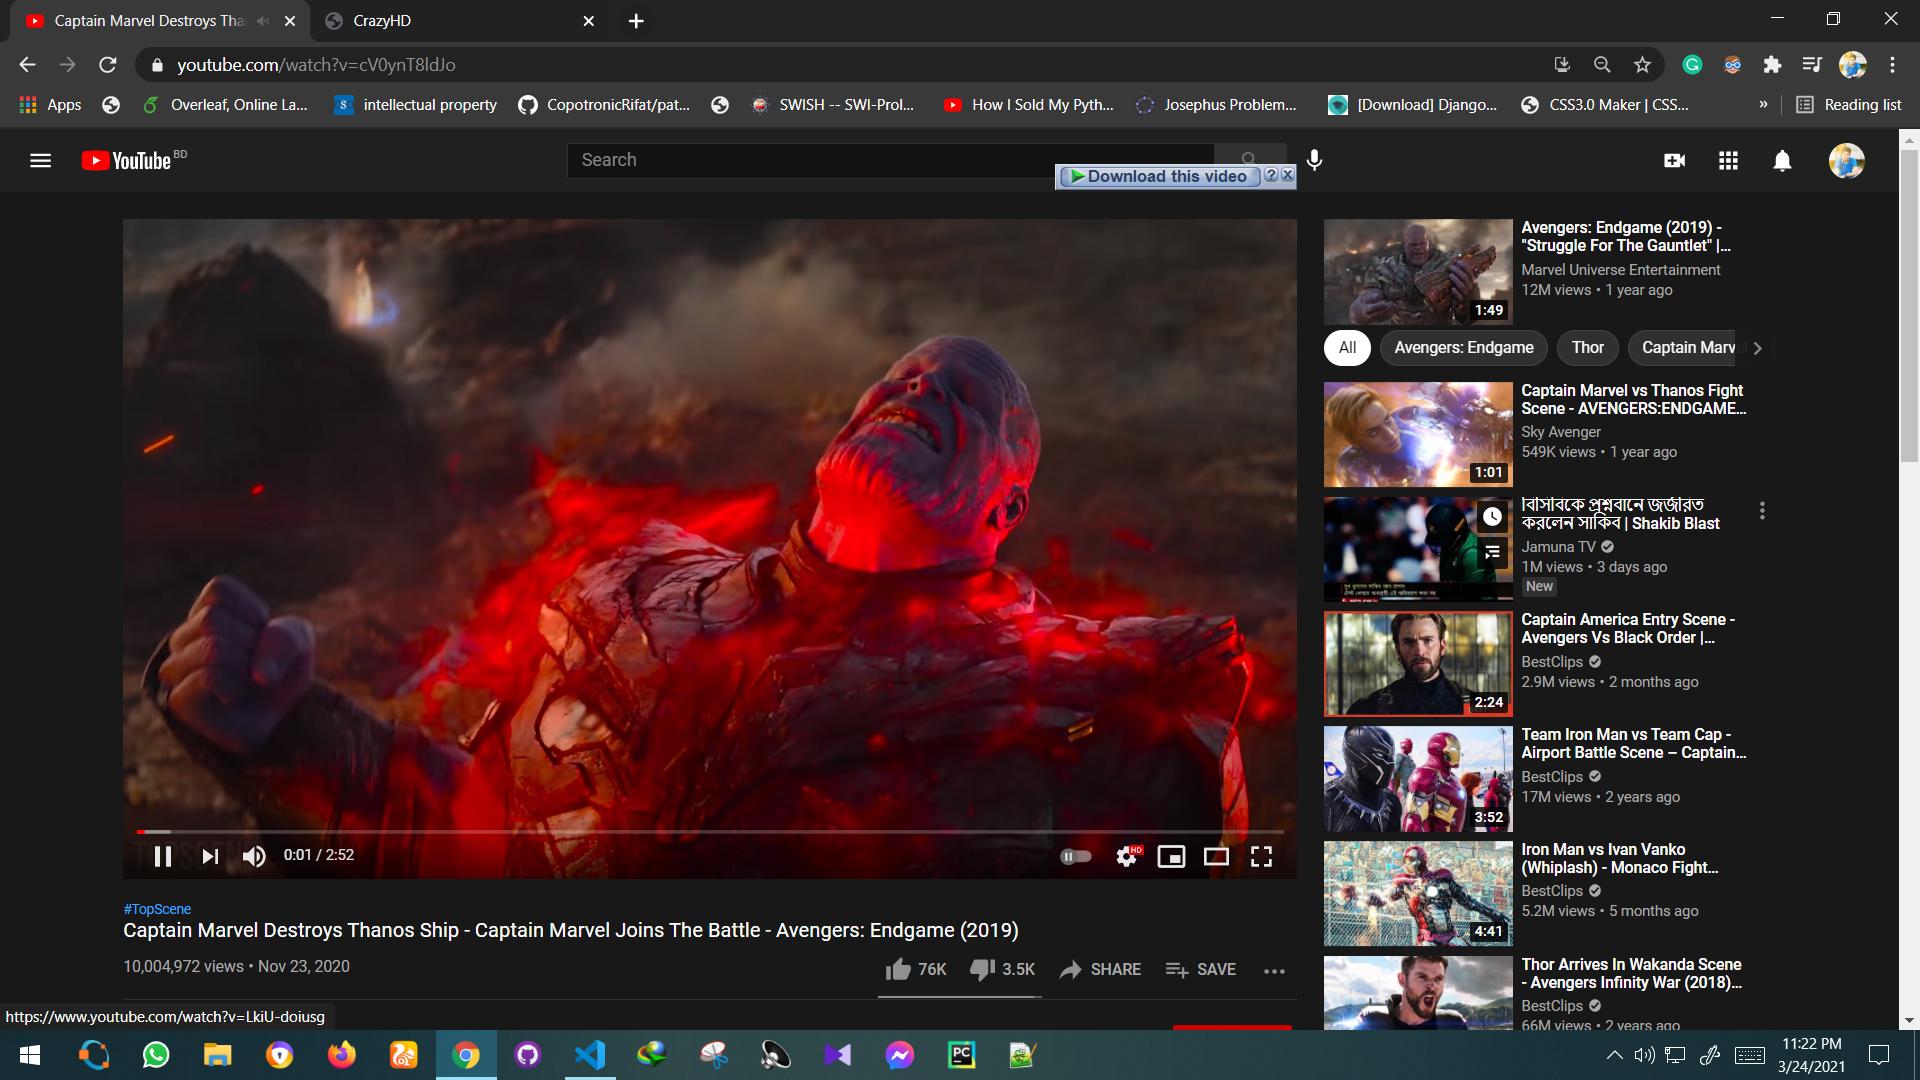 Captain Marvel Destroys Tha
CrazyHD
youtube.com/watch?v=cV0ynT8ldJo
Apps
Overleaf, Online La...
intellectual property
CopotronicRifat/pat...
SWISH -- SWI-Prol...
How I Sold My Pyth...
Josephus Problem...
[Download] Django...
CSS3.0 Maker | CSS...
»
Reading list
YouTube BD
Search
Download this video
Avengers: Endgame (2019) -
"Struggle For The Gauntlet" |...
Marvel Universe Entertainment
12M views • 1 year ago
1:49
All
Avengers: Endgame
Thor
Captain Marv
Captain Marvel vs Thanos Fight
Scene - AVENGERS:ENDGAME...
Sky Avenger
549K views • 1 year ago
1:01
বিসিবিকে প্রশ্নবানে জর্জরিত
করলেন সাকিব | Shakib Blast
Jamuna TV
1M views • 3 days ago
New
Captain America Entry Scene -
Avengers Vs Black Order |...
BestClips
2.9M views • 2 months ago
2:24
Team Iron Man vs Team Cap -
Airport Battle Scene – Captain...
BestClips
17M views • 2 years ago
3:52
Iron Man vs Ivan Vanko
(Whiplash) - Monaco Fight...
BestClips
5.2M views • 5 months ago
4:41
Thor Arrives In Wakanda Scene
- Avengers Infinity War (2018)...
BestClips
66M views • 2 years ago
0:01 / 2:52
HD
#TopScene
Captain Marvel Destroys Thanos Ship - Captain Marvel Joins The Battle - Avengers: Endgame (2019)
10,004,972 views • Nov 23, 2020
76K
3.5K
SHARE
SAVE
https://www.youtube.com/watch?v=LkiU-doiusg
PC
11:22 PM
3/24/2021